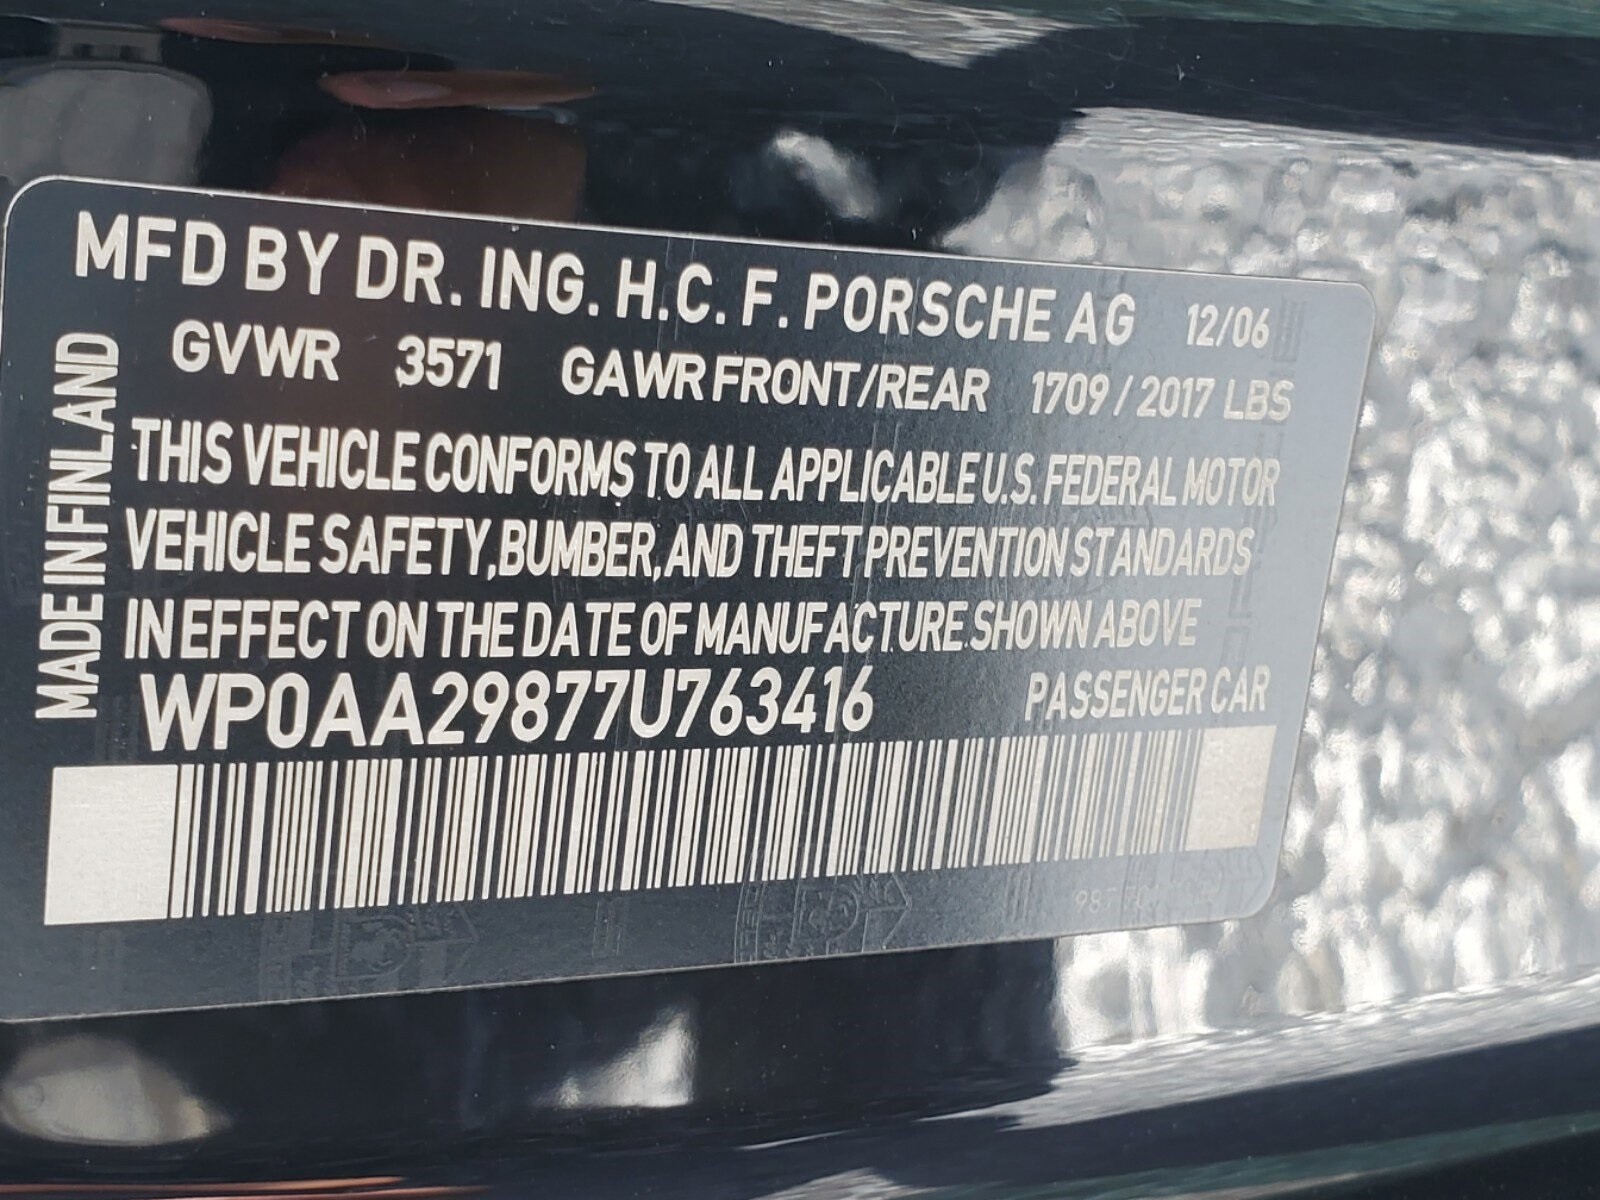 MFD BY DR. ING. H.C. F. PORSCHE AG 12/06
GVWR 3571 GAWR FRONT/REAR 1709 / 2017 LBS
THIS VEHICLE CONFORMS TO ALL APPLICABLE U.S. FEDERAL MOTOR
VEHICLE SAFETY, BUMBER, AND THEFT PREVENTION STANDARDS
IN EFFECT ON THE DATE OF MANUFACTURE.SHOWN ABOVE
WP0AA29877U763416 PASSENGER CAR
MADE IN FINLAND